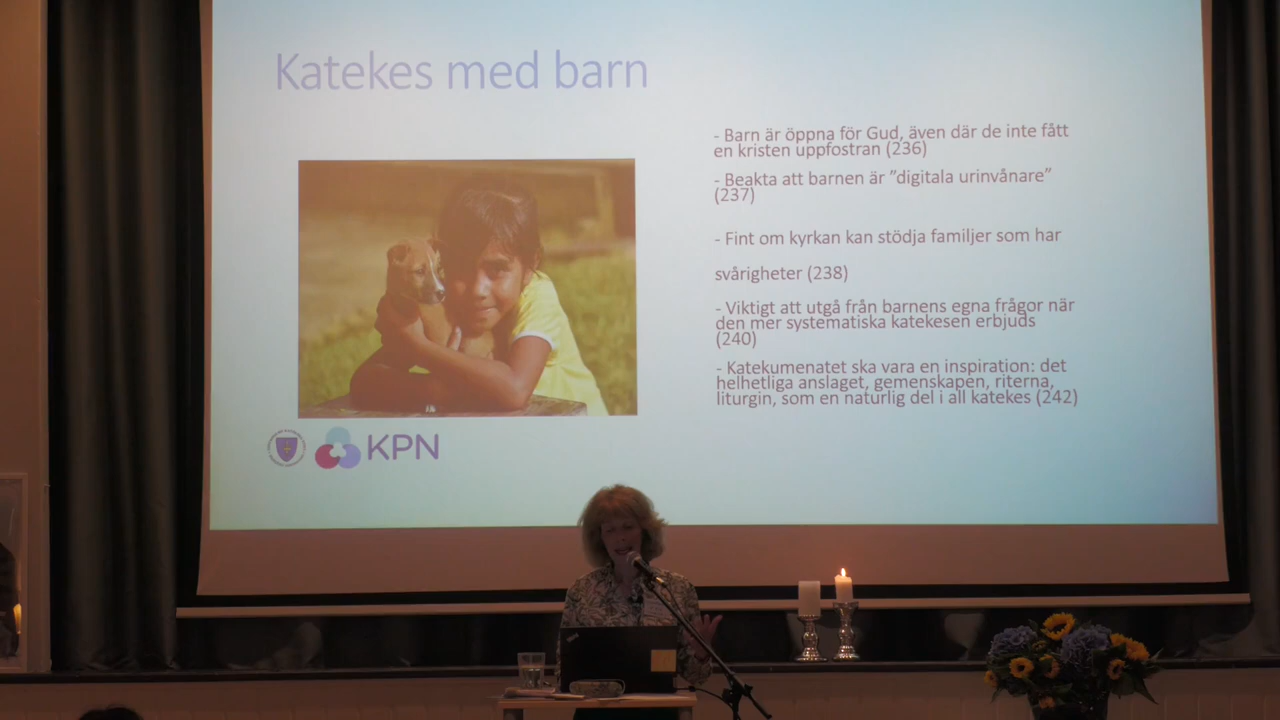 Katekes med barn
- Barn är öppna för Gud, även där de inte fått
en kristen uppfostran (236)
- Beakta att barnen är ”digitala urinvånare”
(237)
- Fint om kyrkan kan stödja familjer som har
svårigheter (238)
- Viktigt att utgå från barnens egna frågor när
den mer systematiska katekesen erbjuds
(240)
- Katekumenatet ska vara en inspiration: det
helhetliga anslaget, gemenskapen, riterna,
liturgin, som en naturlig del i all katekes (242)
KPN